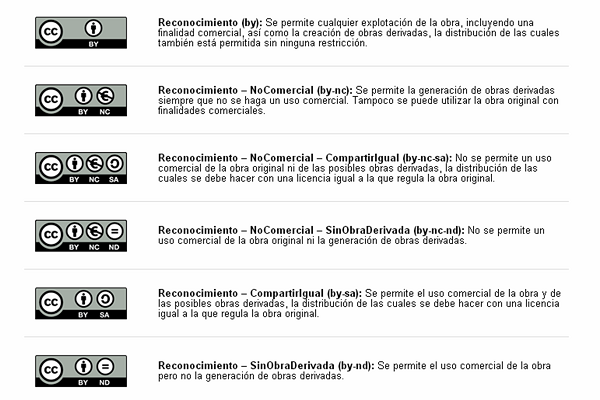 cc
BY
Reconocimiento (by): Se permite cualquier explotación de la obra, incluyendo una
finalidad comercial, así como la creación de obras derivadas, la distribución de las cuales
también está permitida sin ninguna restricción.
cc
BY NC
Reconocimiento – NoComercial (by-nc): Se permite la generación de obras derivadas
siempre que no se haga un uso comercial. Tampoco se puede utilizar la obra original con
finalidades comerciales.
cc
BY NC SA
Reconocimiento – NoComercial – CompartirIgual (by-nc-sa): No se permite un uso
comercial de la obra original ni de las posibles obras derivadas, la distribución de las
cuales se debe hacer con una licencia igual a la que regula la obra original.
cc
BY NC ND
Reconocimiento – NoComercial – SinObraDerivada (by-nc-nd): No se permite un
uso comercial de la obra original ni la generación de obras derivadas.
cc
BY SA
Reconocimiento – CompartirIgual (by-sa): Se permite el uso comercial de la obra y de
las posibles obras derivadas, la distribución de las cuales se debe hacer con una licencia
igual a la que regula la obra original.
cc
BY ND
Reconocimiento – SinObraDerivada (by-nd): Se permite el uso comercial de la obra
pero no la generación de obras derivadas.